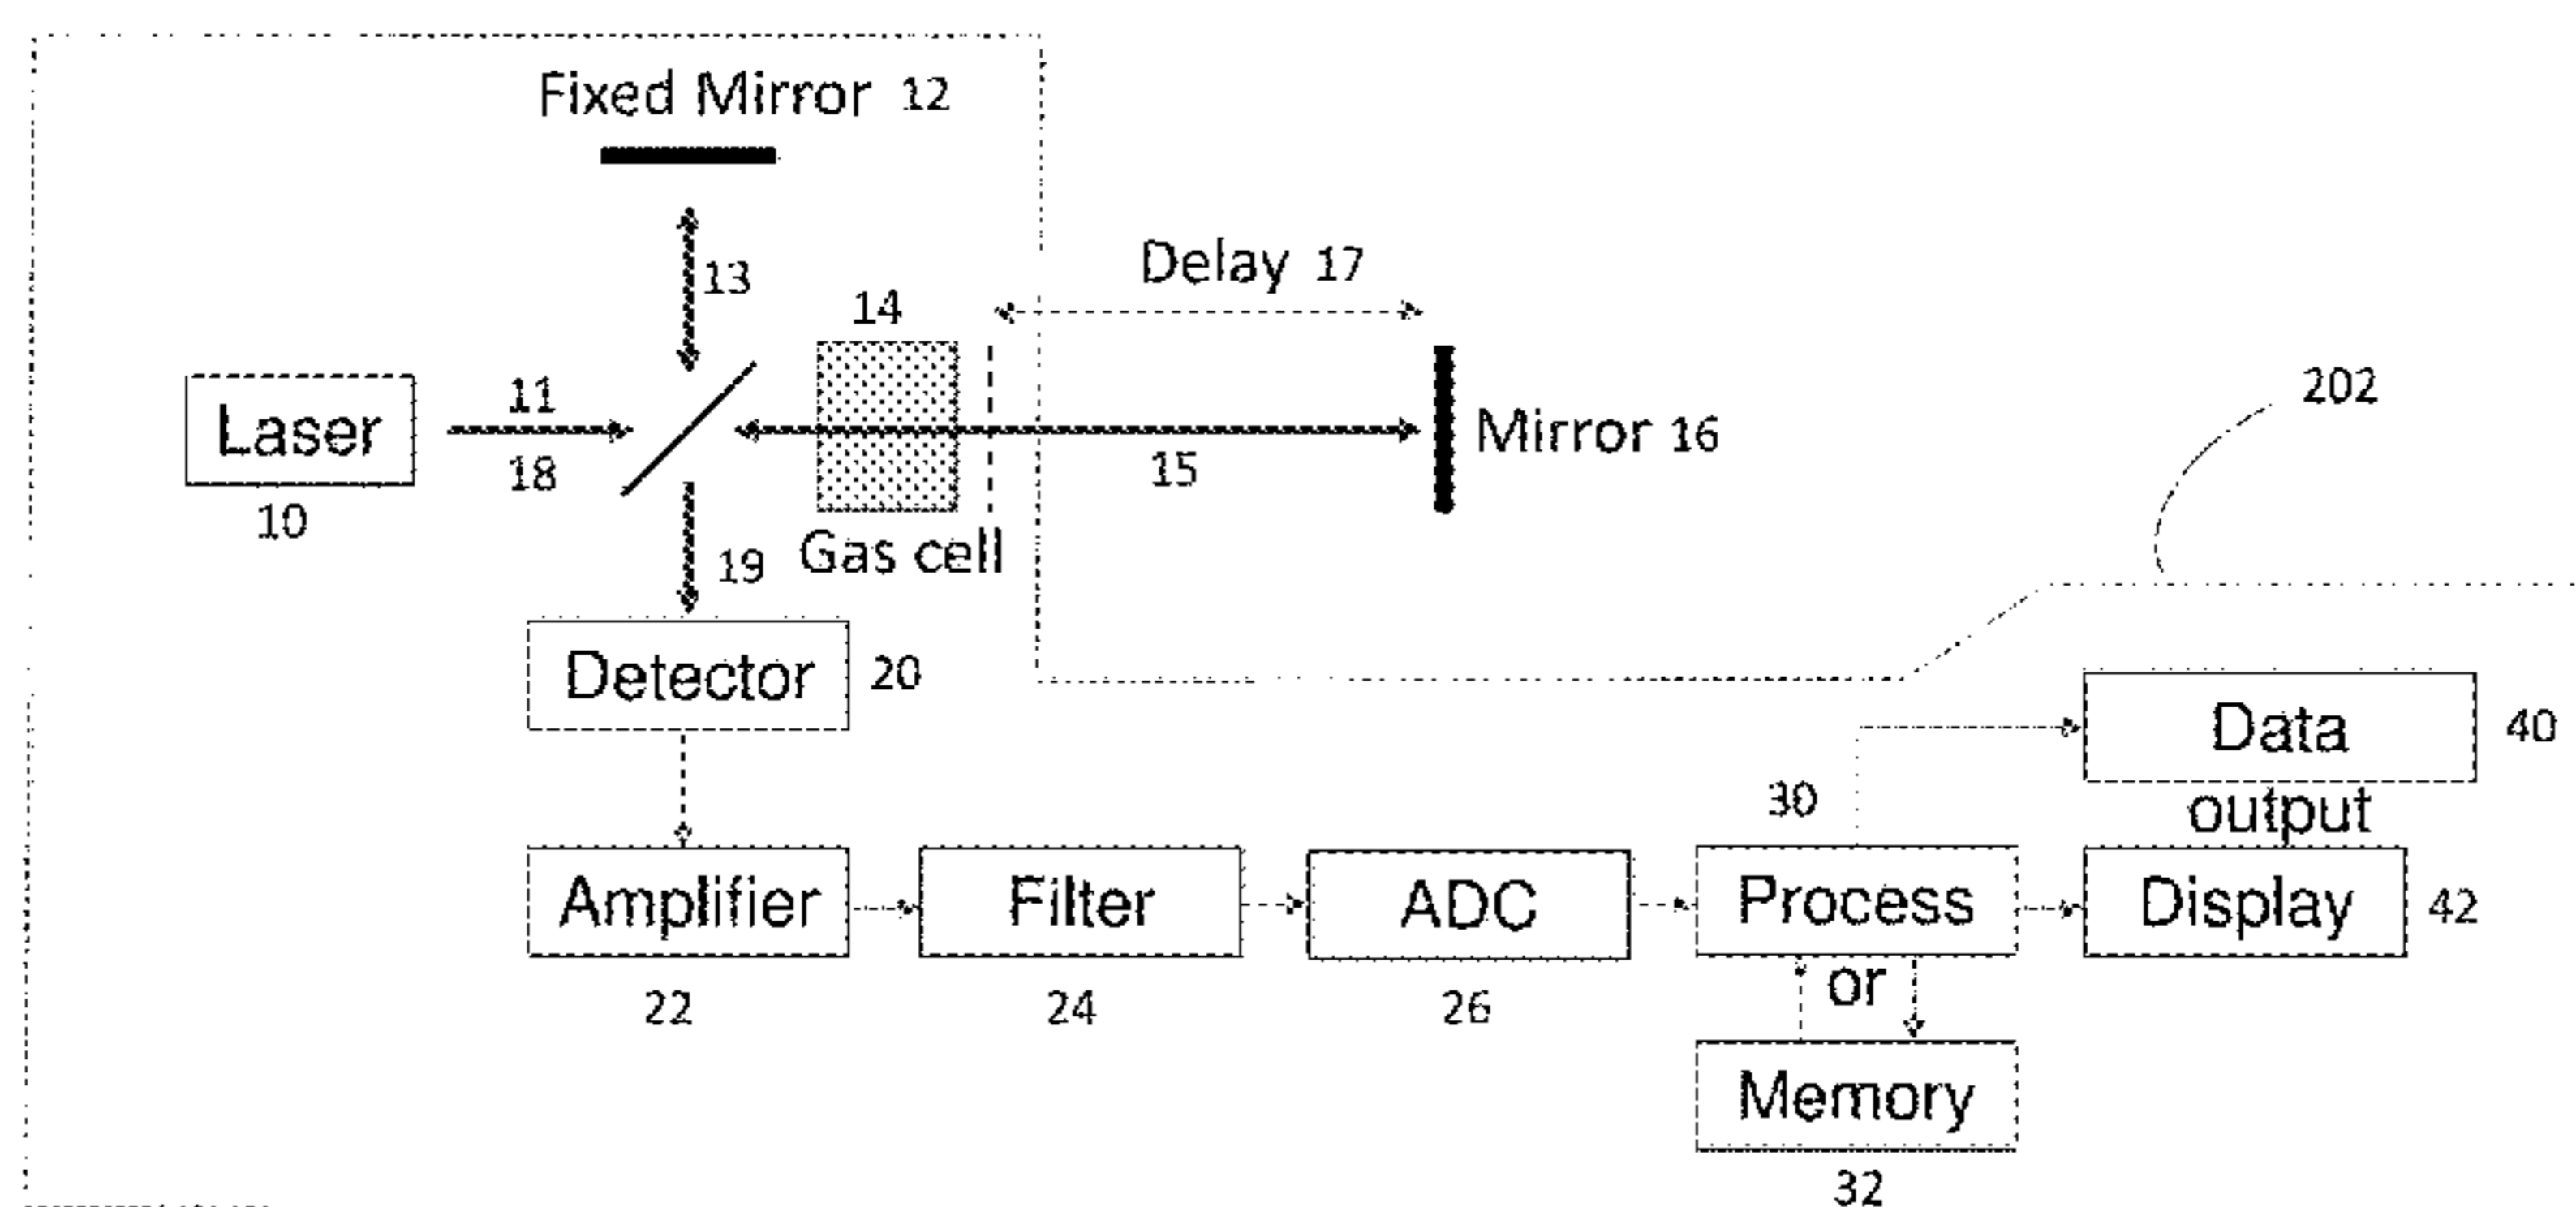 Fixed Mirror 12
13
Delay 17
14
Laser
10
11
18
15
Mirror 16
202
Gas cell
19
Detector 20
Data 40
output
30
Amplifier
22
Filter
24
ADC
26
Process
or
Display 42
Memory
32